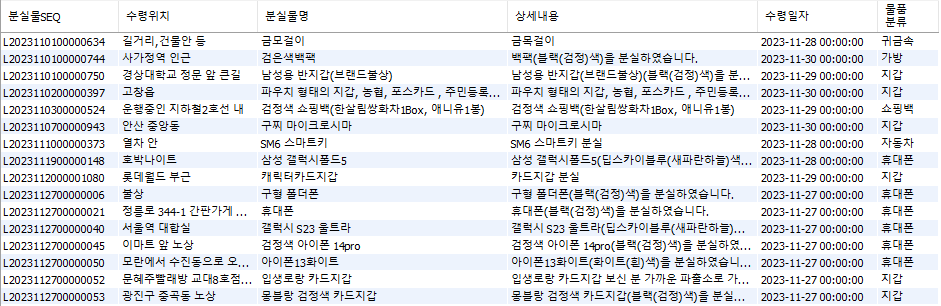 분실물SEQ 수령위치 분실물명 상세내용 수령일자 물품 분류
L2023110100000634 길거리,건물안 등 금모걸이 금목걸이 2023-11-28 00:00:00 귀금속
L2023110100000744 사가정역 인근 검은색백팩 백팩(블랙(검정)색)을 분실하였습니다. 2023-11-30 00:00:00 가방
L2023110100000750 경상대학교 정문 앞 큰길 남성용 반지갑(브랜드불상) 남성용 반지갑(브랜드불상)(블랙(검정)색)을 분... 2023-11-29 00:00:00 지갑
L2023110200000397 고창읍 파우치 형태의 지갑, 농협, 포스카드 , 주민등록... 파우치 형태의 지갑, 농협, 포스카드 , 주민등록... 2023-11-30 00:00:00 지갑
L2023110300000524 운행중인 지하철2호선 내 검정색 쇼핑백(한살림쌍화차1Box, 애니유1봉) 검정색 쇼핑백(한살림쌍화차1Box, 애니유1봉) 2023-11-29 00:00:00 쇼핑백
L2023110700000943 안산 중앙동 구찌 마이크로시마 구찌 마이크로시마 2023-11-30 00:00:00 지갑
L2023111000000373 열차 안 SM6 스마트키 SM6 스마트키 분실 2023-11-28 00:00:00 자동차
L2023111900000148 호박나이트 삼성 갤럭시폴드5 삼성 갤럭시폴드5(딥스카이블루(새파란하늘)색... 2023-11-28 00:00:00 휴대폰
L2023112000001080 롯데월드 부근 캐릭터카드지갑 카드지갑 분실 2023-11-29 00:00:00 지갑
L2023112700000006 불상 구형 폴더폰 구형 폴더폰(블랙(검정)색)을 분실하였습니다. 2023-11-27 00:00:00 휴대폰
L2023112700000021 정릉로 344-1 간판가게 ... 휴대폰 휴대폰(블랙(검정)색)을 분실하였습니다. 2023-11-27 00:00:00 휴대폰
L2023112700000040 서울역 대합실 갤럭시 S23 울트라 갤럭시 S23 울트라(딥스카이블루(새파란하늘)... 2023-11-27 00:00:00 휴대폰
L2023112700000045 이마트 앞 노상 검정색 아이폰 14pro 검정색 아이폰 14pro(블랙(검정)색)을 분실하였... 2023-11-27 00:00:00 휴대폰
L2023112700000050 모란에서 수진동으로 오... 아이폰13화이트 아이폰13화이트(화이트(흰)색)을 분실하였습니... 2023-11-27 00:00:00 휴대폰
L2023112700000052 문혜주빨래방 교대8호점... 입생로랑 카드지갑 입생로랑 카드지갑 보신 분 가까운 파출소로 가... 2023-11-27 00:00:00 지갑
L2023112700000053 광진구 중곡동 노상 몽블랑 검정색 카드지갑 몽블랑 검정색 카드지갑(블랙(검정)색)을 분실... 2023-11-27 00:00:00 지갑